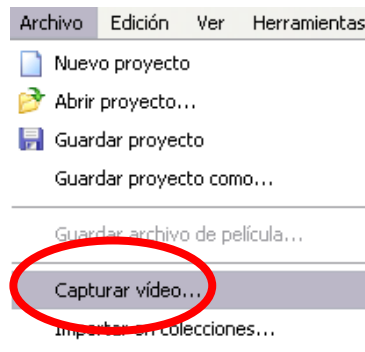 Archivo Edición Ver Herramientas
Nuevo proyecto
Abrir proyecto...
Guardar proyecto
Guardar proyecto como...
Guardar archivo de película...
Capturar vídeo...
Importar en colecciones...